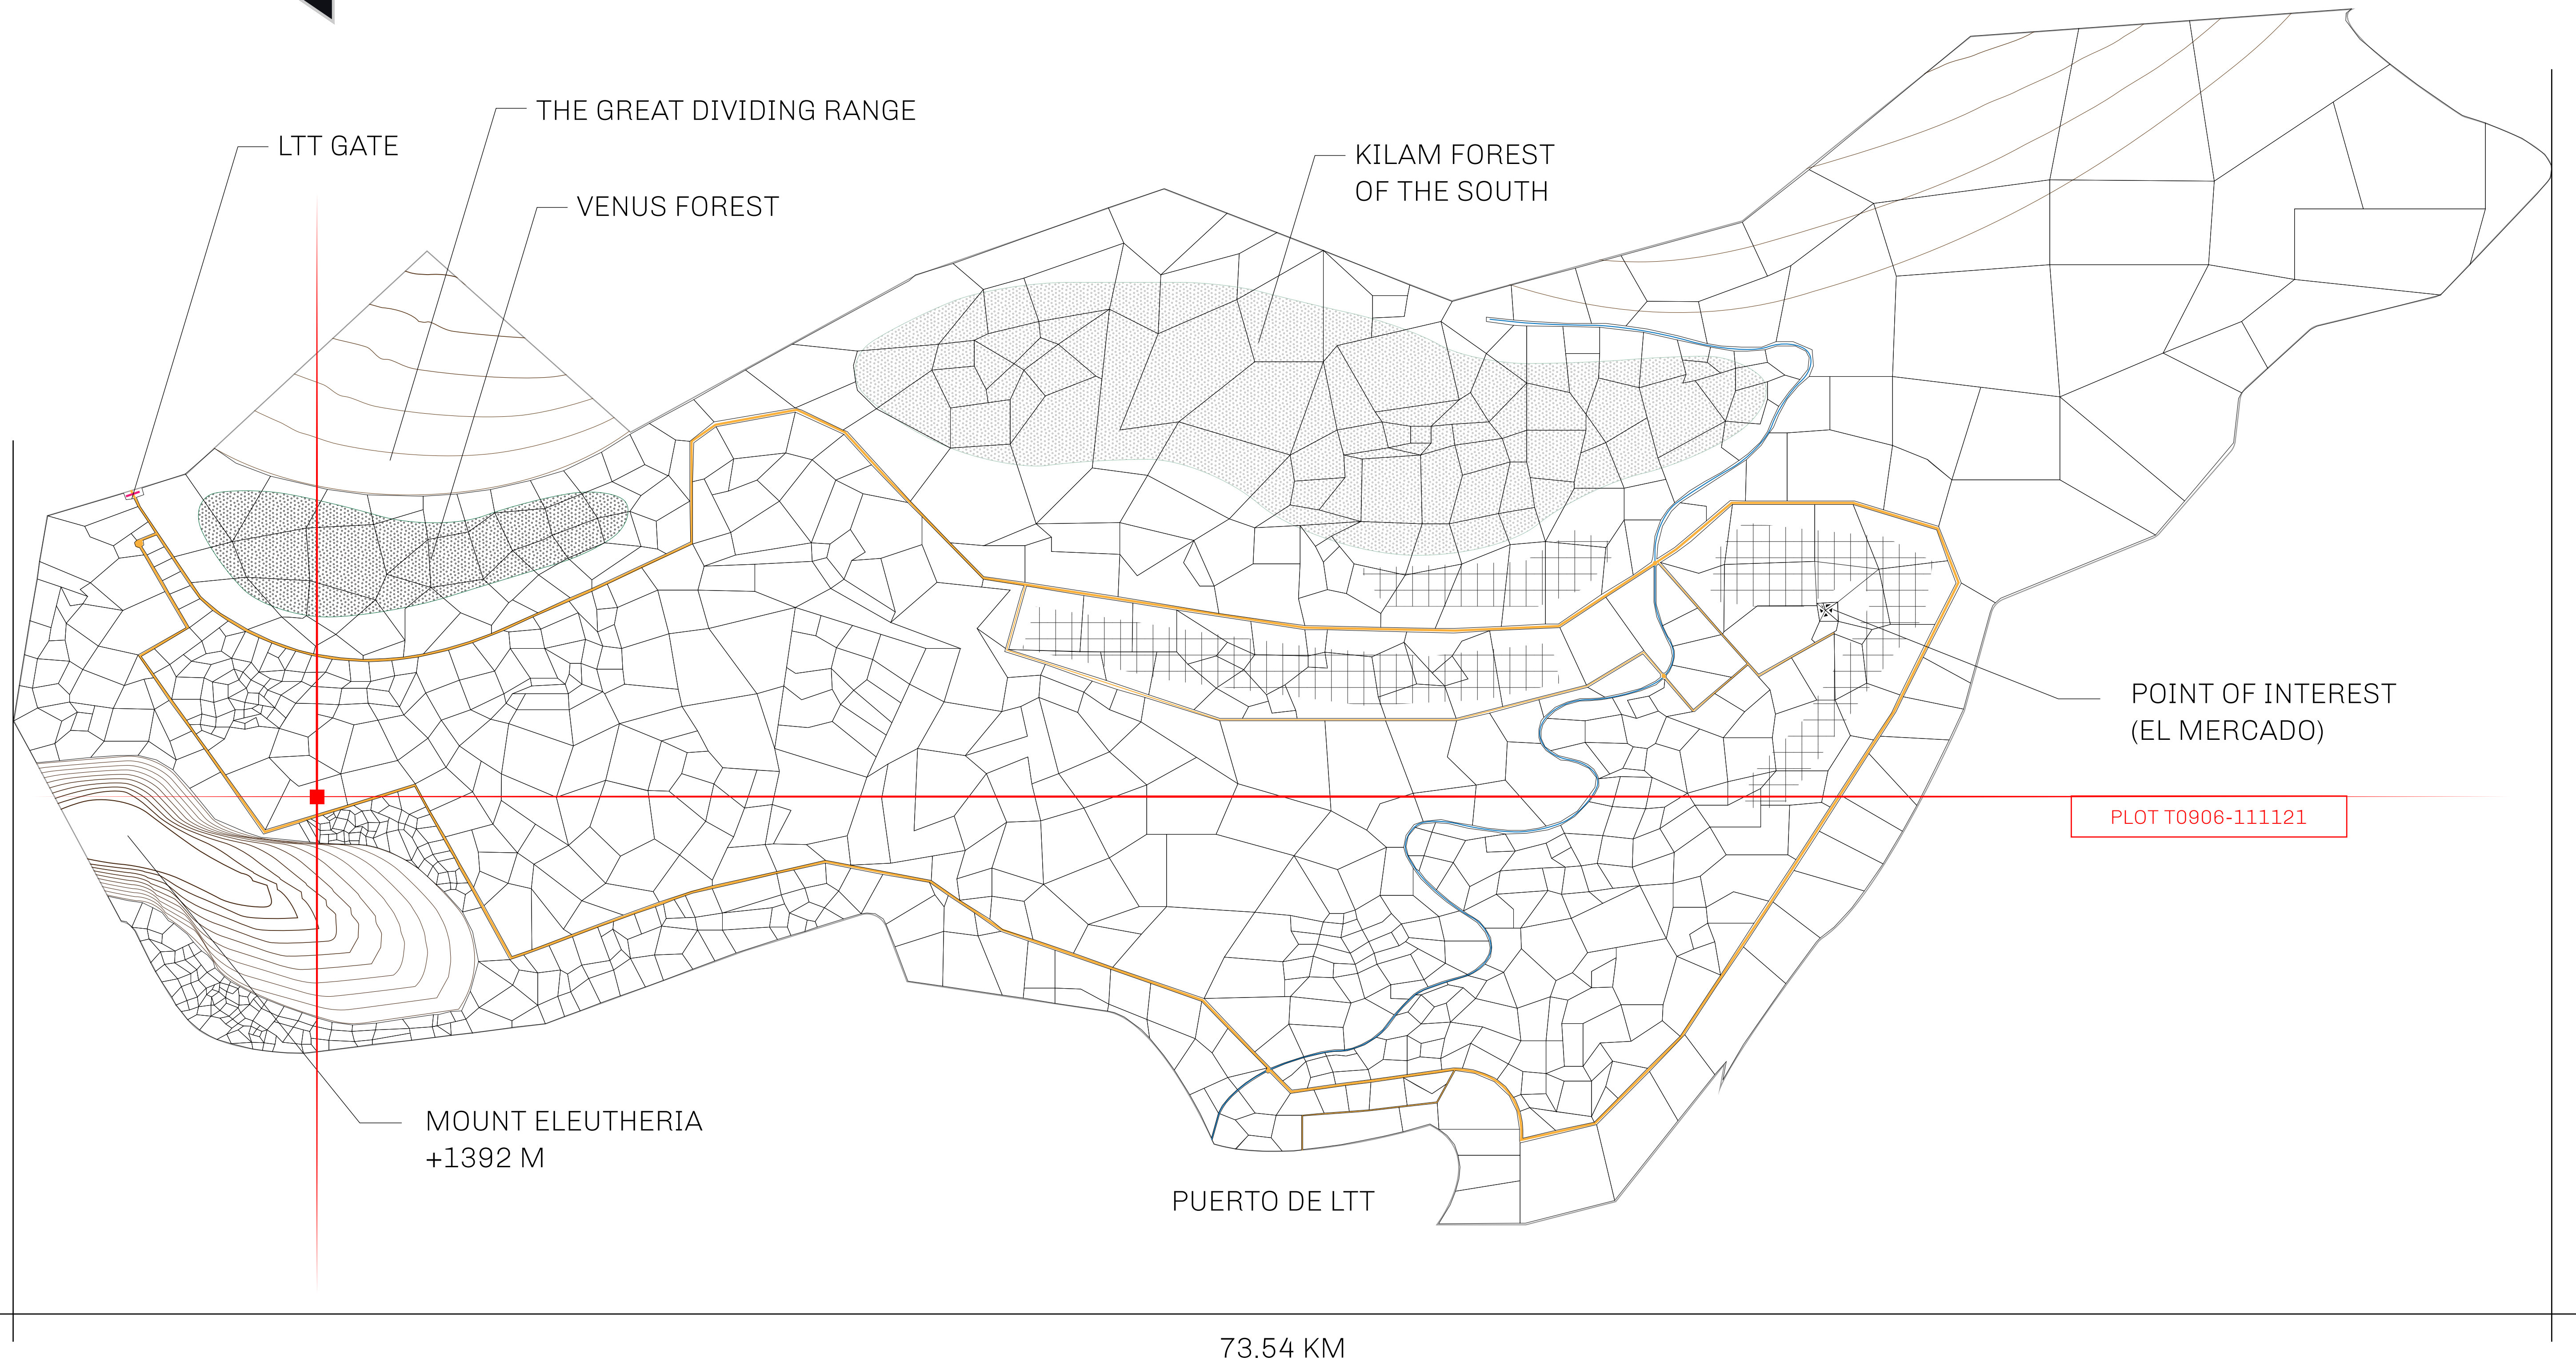 THE GREAT DIVIDING RANGE
LTT GATE
KILAM FOREST
OF THE SOUTH
VENUS FOREST
POINT OF INTEREST
(EL MERCADO)
PLOT T0906-111121
MOUNT ELEUTHERIA
+1392 M
PUERTO DE LTT
73.54 KM